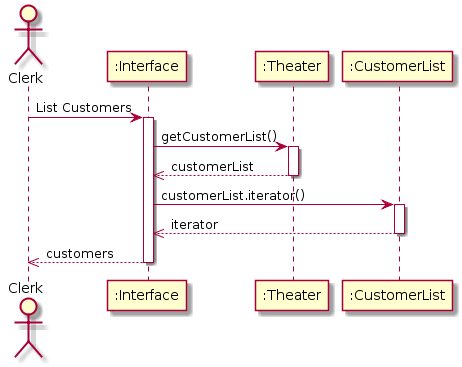 Clerk
:Interface
:Theater
:CustomerList
List Customers
getCustomerList()
customerList
customerList.iterator()
iterator
customers
Clerk
:Interface
:Theater
:CustomerList